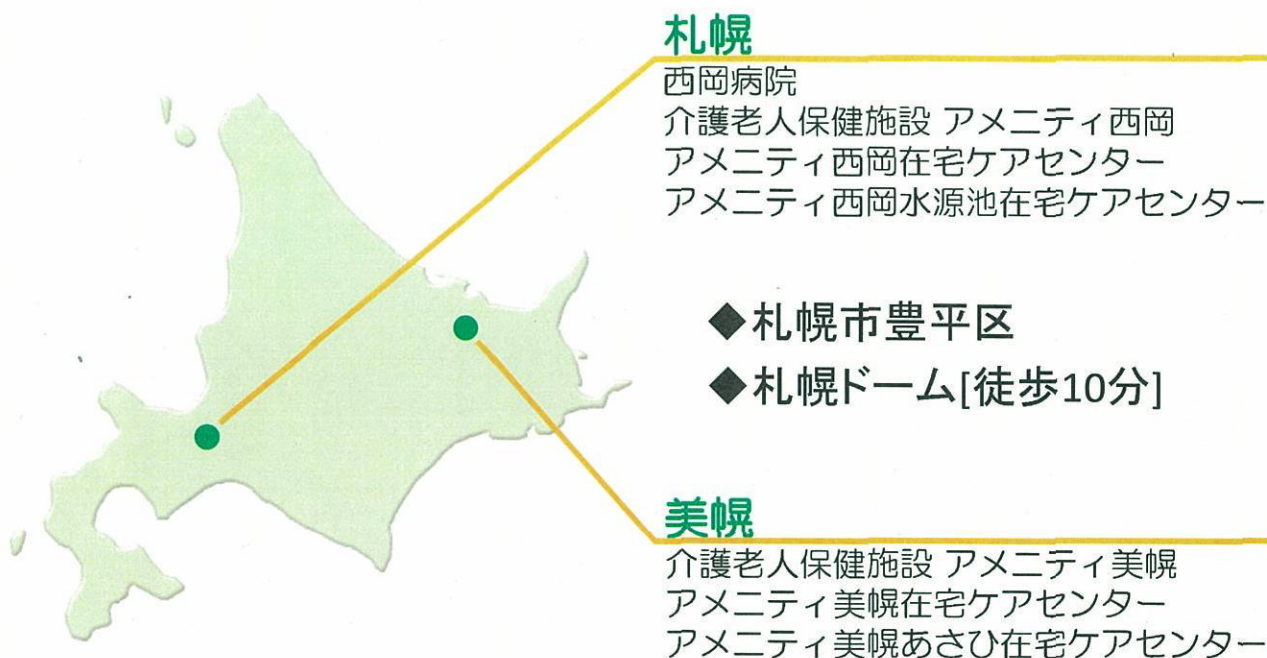 札幌
西岡病院
介護老人保健施設 アメニティ西岡
アメニティ西岡在宅ケアセンター
アメニティ西岡水源池在宅ケアセンター
◆札幌市豊平区
◆札幌ドーム[徒歩10分]
美幌
介護老人保健施設 アメニティ美幌
アメニティ美幌在宅ケアセンター
アメニティ美幌あさひ在宅ケアセンター